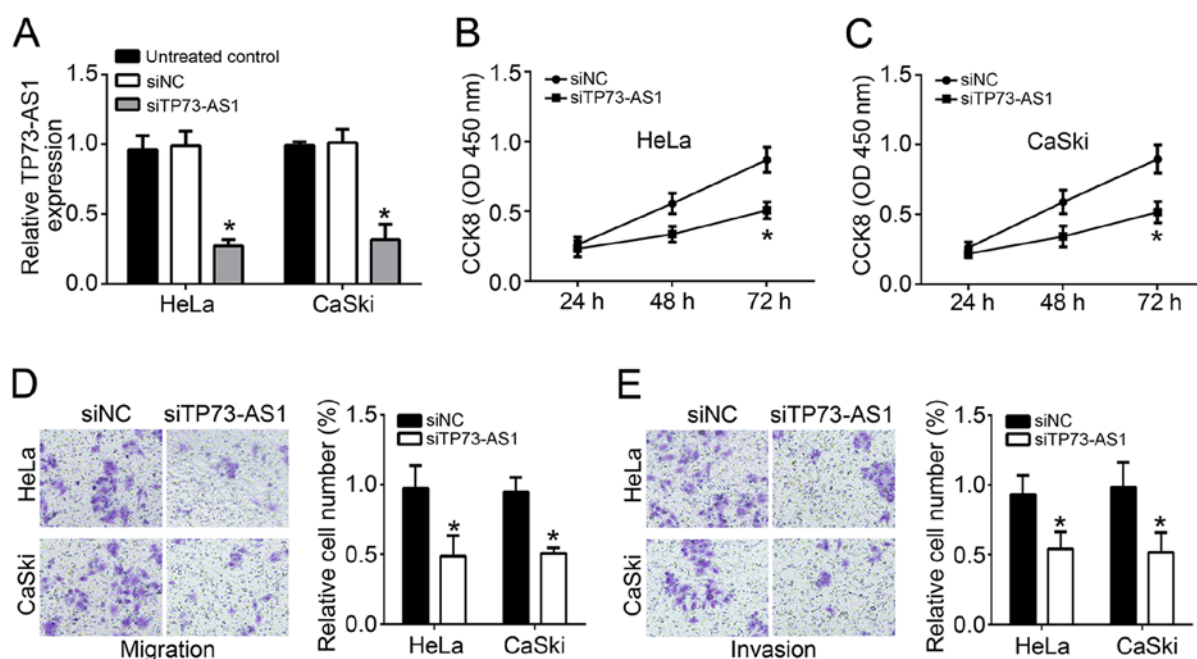 A
Untreated control
siNC
siTP73-AS1
Relative TP73-AS1
expression
1.5
1.0
0.5
0.0
*
*
HeLa
CaSki
B
siNC
siTP73-AS1
HeLa
CCK8 (OD 450 nm)
1.5
1.0
0.5
0.0
*
24 h
48 h
72 h
C
siNC
siTP73-AS1
CaSki
CCK8 (OD 450 nm)
1.5
1.0
0.5
0.0
*
24 h
48 h
72 h
D
siNC
siTP73-AS1
HeLa
CaSki
Migration
siNC
siTP73-AS1
Relative cell number (%)
1.5
1.0
0.5
0.0
*
*
HeLa
CaSki
E
siNC
siTP73-AS1
HeLa
CaSki
Invasion
siNC
siTP73-AS1
Relative cell number (%)
1.5
1.0
0.5
0.0
*
*
HeLa
CaSki